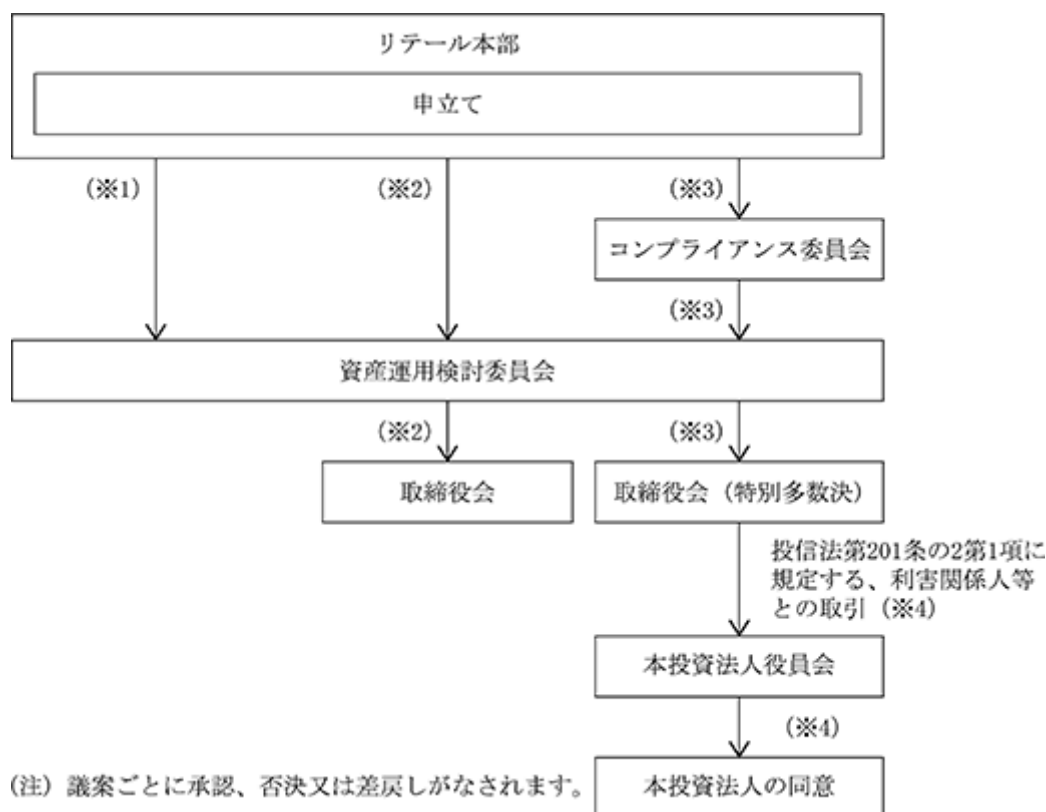 リテール本部
申立て
(※1)
(※2)
(※3)
コンプライアンス委員会
(※3)
資産運用検討委員会
(※2)
(※3)
取締役会
取締役会（特別多数決）
投信法第201条の2第1項に
規定する、利害関係人等
との取引（※4）
本投資法人役員会
(※4)
(注) 議案ごとに承認、否決又は差戻しがなされます。
本投資法人の同意